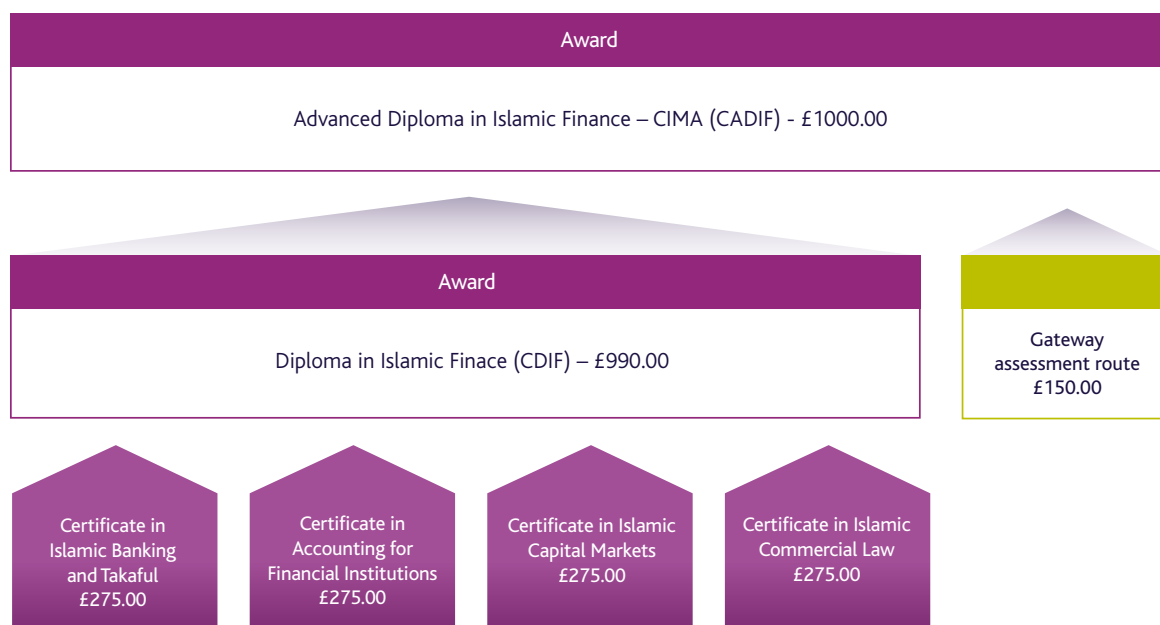 Award
Advanced Diploma in Islamic Finance – CIMA (CADIF) - £1000.00
Award
Diploma in Islamic Finace (CDIF) – £990.00
Gateway
assessment route
£150.00
Certificate in
Islamic Banking
and Takaful
£275.00
Certificate in
Accounting for
Financial Institutions
£275.00
Certificate in Islamic
Capital Markets
£275.00
Certificate in Islamic
Commercial Law
£275.00